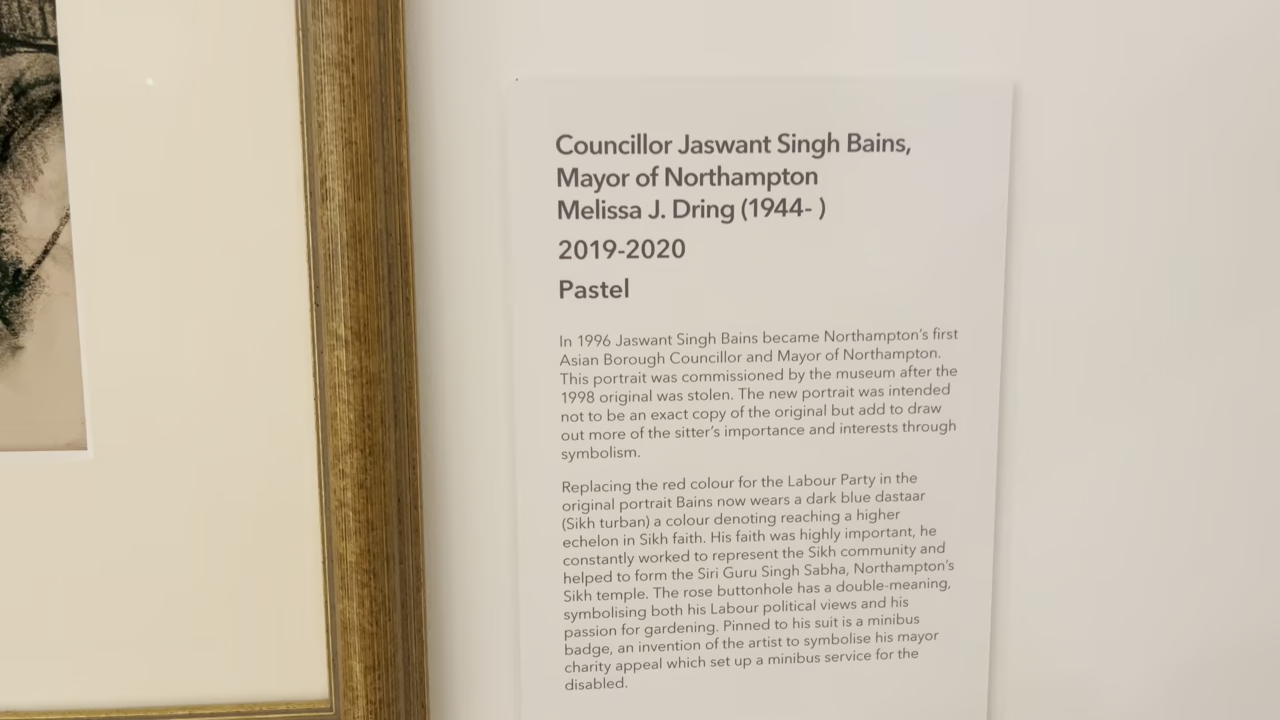 Councillor Jaswant Singh Bains,
Mayor of Northampton
Melissa J. Dring (1944- )
2019-2020
Pastel
In 1996 Jaswant Singh Bains became Northampton's first
Asian Borough Councillor and Mayor of Northampton.
This portrait was commissioned by the museum after the
1998 original was stolen. The new portrait was intended
not to be an exact copy of the original but add to draw
out more of the sitter's importance and interests through
symbolism.
Replacing the red colour for the Labour Party in the
original portrait Bains now wears a dark blue dastaar
(Sikh turban) a colour denoting reaching a higher
echelon in Sikh faith. His faith was highly important, he
constantly worked to represent the Sikh community and
helped to form the Siri Guru Singh Sabha, Northampton's
Sikh temple. The rose buttonhole has a double-meaning,
symbolising both his Labour political views and his
passion for gardening. Pinned to his suit is a minibus
badge, an invention of the artist to symbolise his mayor
charity appeal which set up a minibus service for the
disabled.